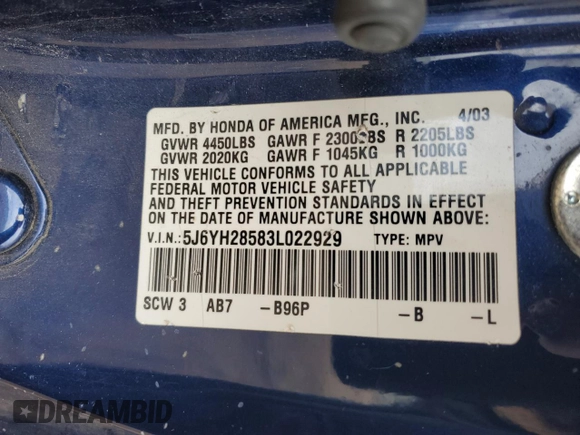 MFD. BY HONDA OF AMERICA MFG., INC. 4/03
GVWR 4450LBS GAWR F 2300LBS R 2205LBS
GVWR 2020KG GAWR F 1045KG R 1000KG
THIS VEHICLE CONFORMS TO ALL APPLICABLE
FEDERAL MOTOR VEHICLE SAFETY
AND THEFT PREVENTION STANDARDS IN EFFECT
ON THE DATE OF MANUFACTURE SHOWN ABOVE:
V.I.N.: 5J6YH28583L022929 TYPE: MPV
SCW 3 AB7 –B96P –B –L
DREAMBID